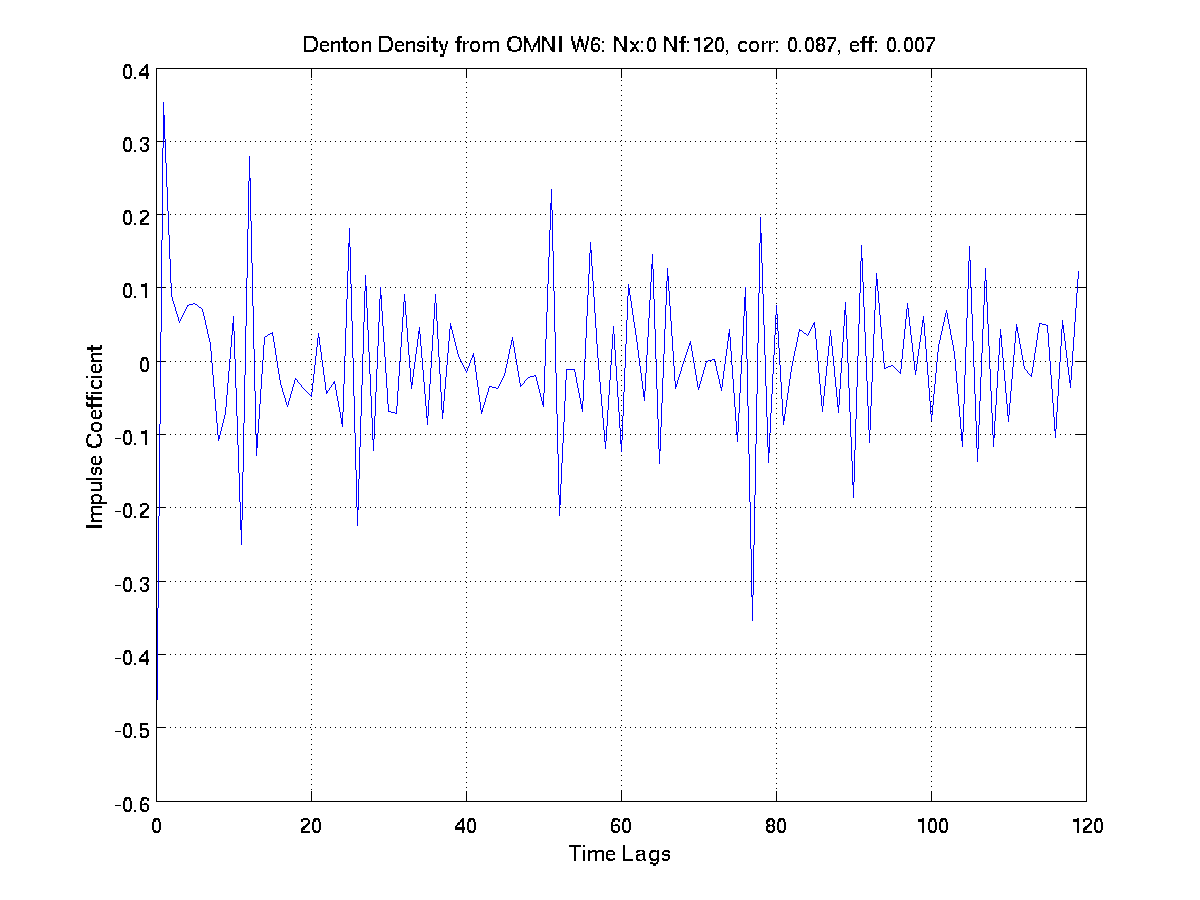 Denton Density from OMNI W6: Nx:0 Nf:120, corr: 0.087, eff: 0.007
0.4
0.3
0.2
0.1
0
-0.1
-0.2
-0.3
-0.4
-0.5
-0.6
Impulse Coefficient
0 20 40 60 80 100 120
Time Lags